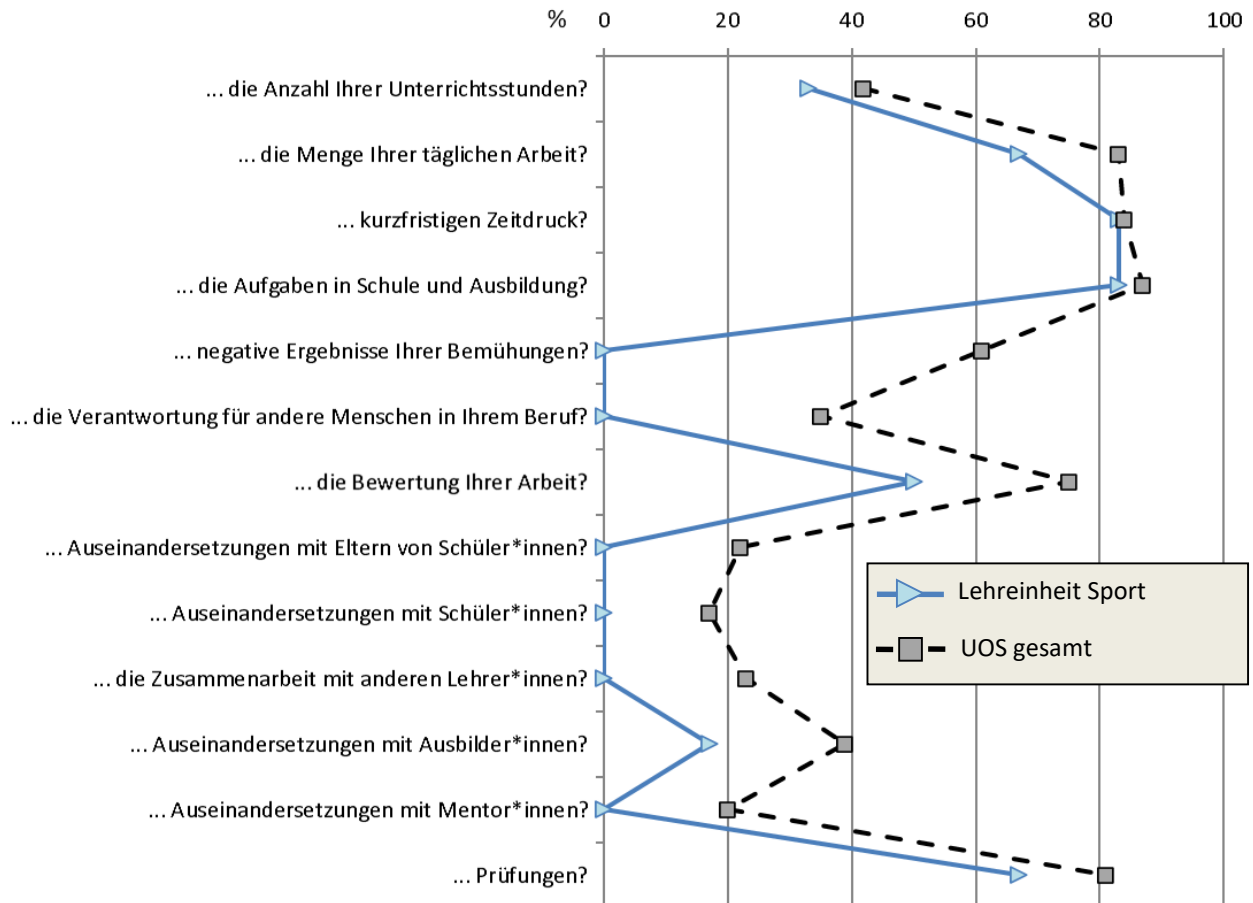 % 0 20 40 60 80 100
... die Anzahl Ihrer Unterrichtsstunden?
... die Menge Ihrer täglichen Arbeit?
... kurzfristigen Zeitdruck?
... die Aufgaben in Schule und Ausbildung?
... negative Ergebnisse Ihrer Bemühungen?
... die Verantwortung für andere Menschen in Ihrem Beruf?
... die Bewertung Ihrer Arbeit?
... Auseinandersetzungen mit Eltern von Schüler*innen?
... Auseinandersetzungen mit Schüler*innen?
... die Zusammenarbeit mit anderen Lehrer*innen?
... Auseinandersetzungen mit Ausbilder*innen?
... Auseinandersetzungen mit Mentor*innen?
... Prüfungen?
Lehreinheit Sport
UOS gesamt